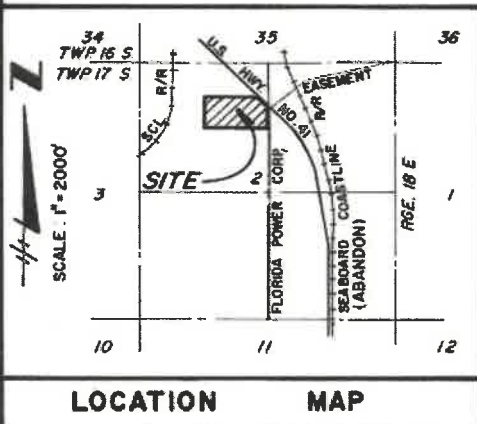 34 35 36
TWP. 16 S
TWP. 17 S
R/R
SCL
U.S. HWY. NO. 41
EASEMENT
R/R
SITE
3 2 1
SCALE: 1" = 2000'
FLORIDA POWER CORP.
SEABOARD COASTLINE
(ABANDON)
RGE. 18 E
10 11 12
LOCATION MAP